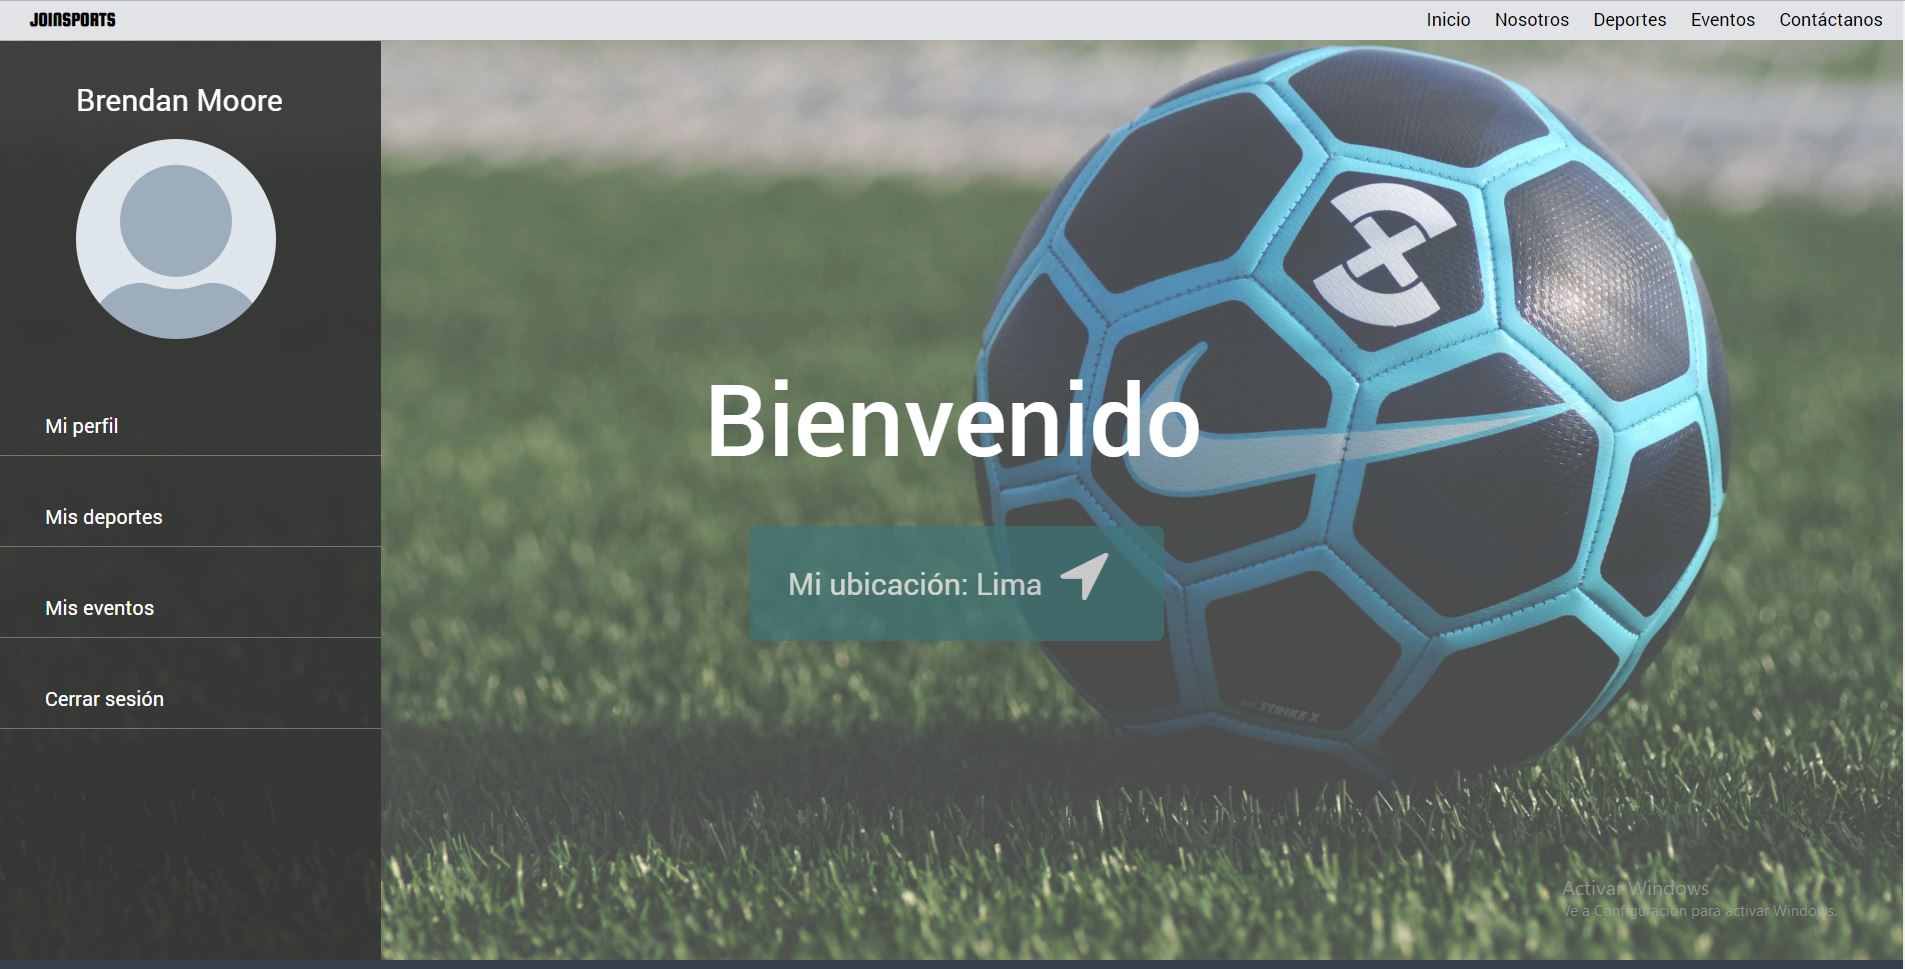 JOINSPORTS
Inicio Nosotros Deportes Eventos Contáctanos
Brendan Moore
Mi perfil
Mis deportes
Mis eventos
Cerrar sesión
Bienvenido
Mi ubicación: Lima
STRIKE X
Activar Windows
Ve a Configuración para activar Windows.